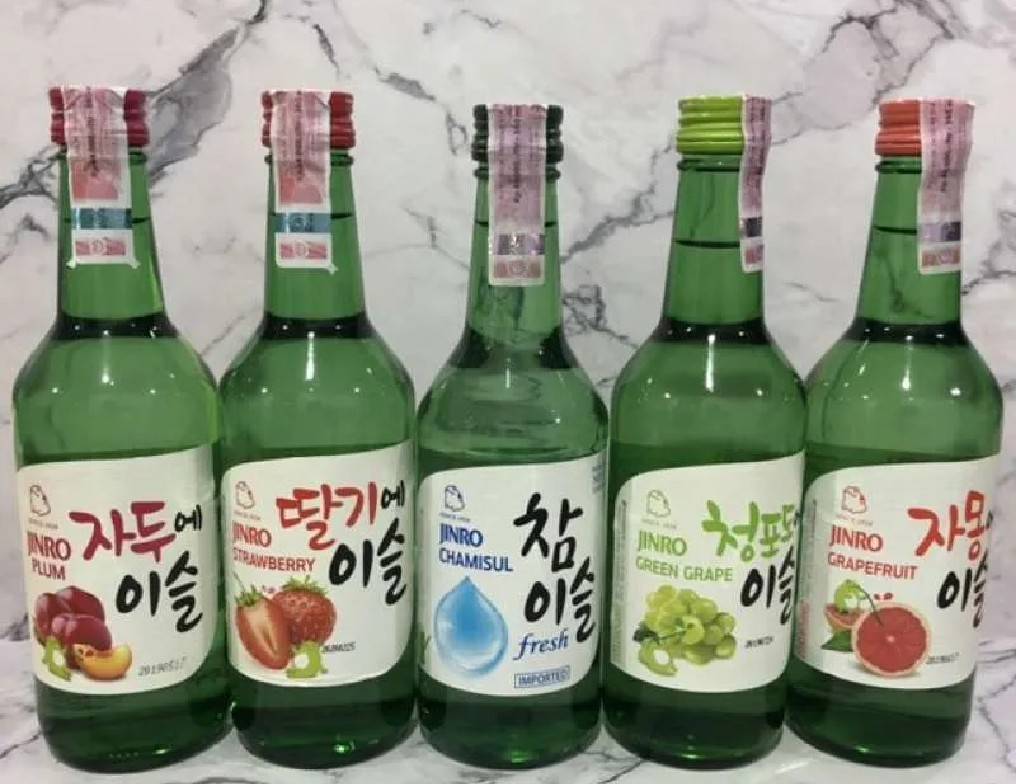 JINRO
PLUM
자두에
이슬
20190517
JINRO
STRAWBERRY
딸기에
이슬
JINRO
CHAMISUL
참
이슬
fresh
IMPORTED
JINRO
GREEN GRAPE
청포도
이슬
JINRO
GRAPEFRUIT
자몽에
이슬